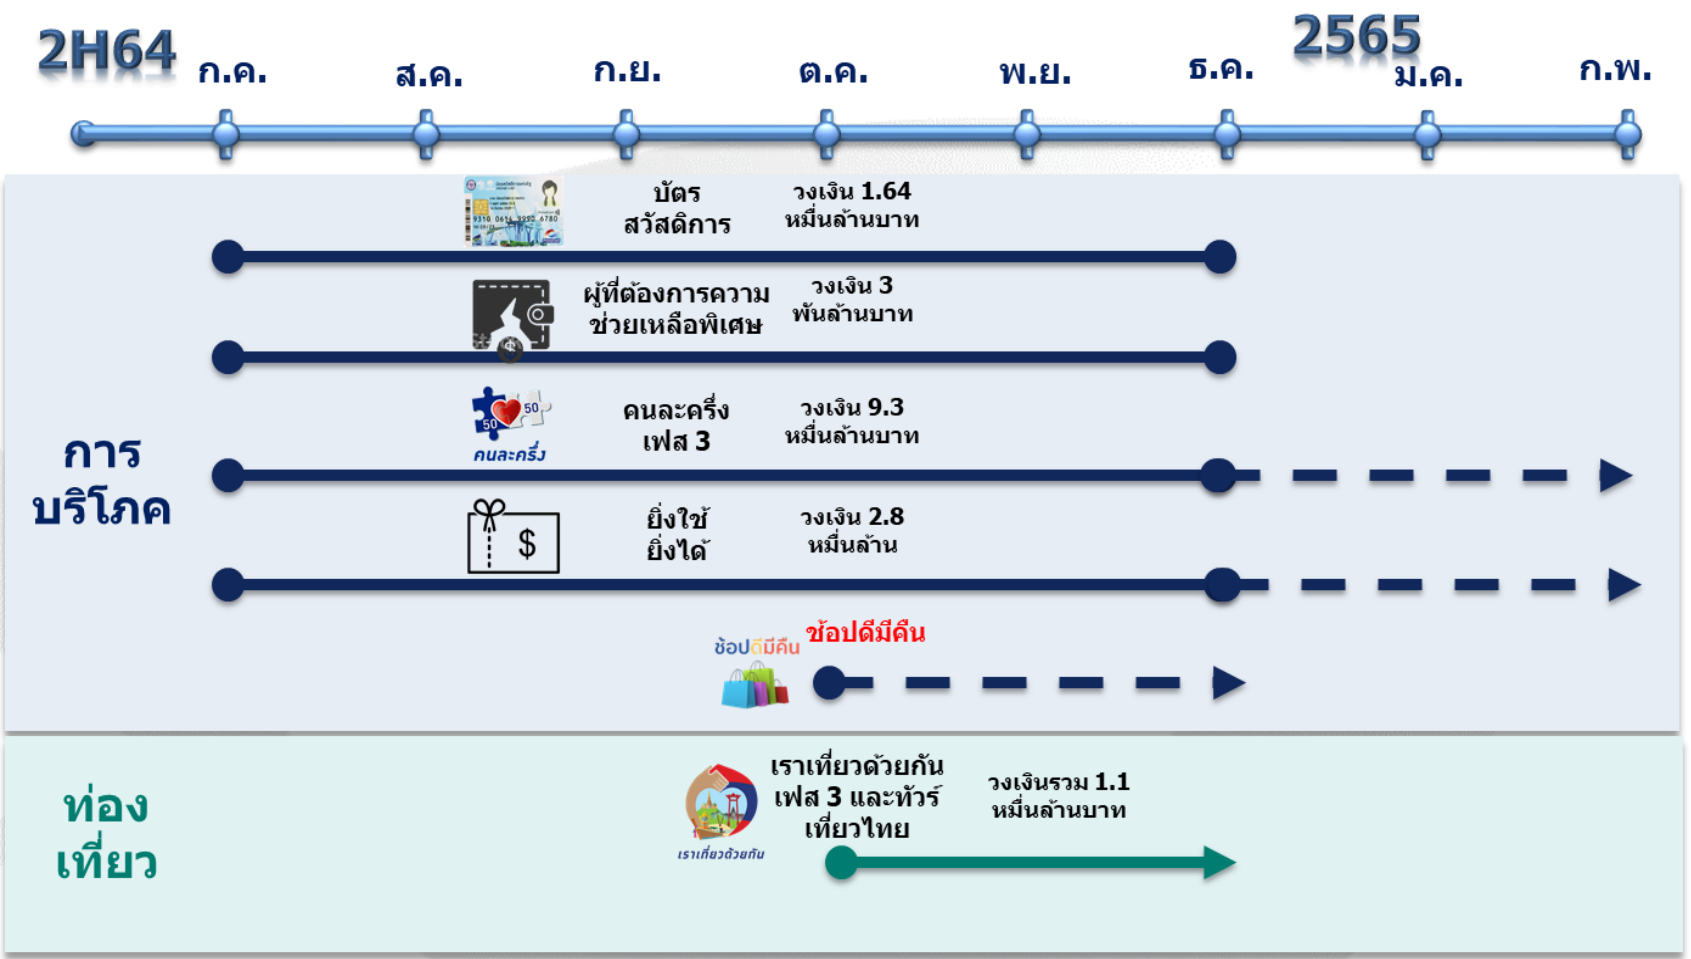 2H64
2565
ก.ค.
ส.ค.
ก.ย.
ต.ค.
พ.ย.
ธ.ค.
ม.ค.
ก.พ.
การ
บริโภค
บัตร
สวัสดิการ
วงเงิน 1.64
หมื่นล้านบาท
ผู้ที่ต้องการความ
ช่วยเหลือพิเศษ
วงเงิน 3
พันล้านบาท
$
50
50
คนละครึ่ง
คนละครึ่ง
เฟส 3
วงเงิน 9.3
หมื่นล้านบาท
$
ยิ่งใช้
ยิ่งได้
วงเงิน 2.8
หมื่นล้าน
ช้อปดีมีคืน
ช้อปดีมีคืน
ท่อง
เที่ยว
เราเที่ยวด้วยกัน
เราเที่ยวด้วยกัน
เฟส 3 และทัวร์
เที่ยวไทย
วงเงินรวม 1.1
หมื่นล้านบาท